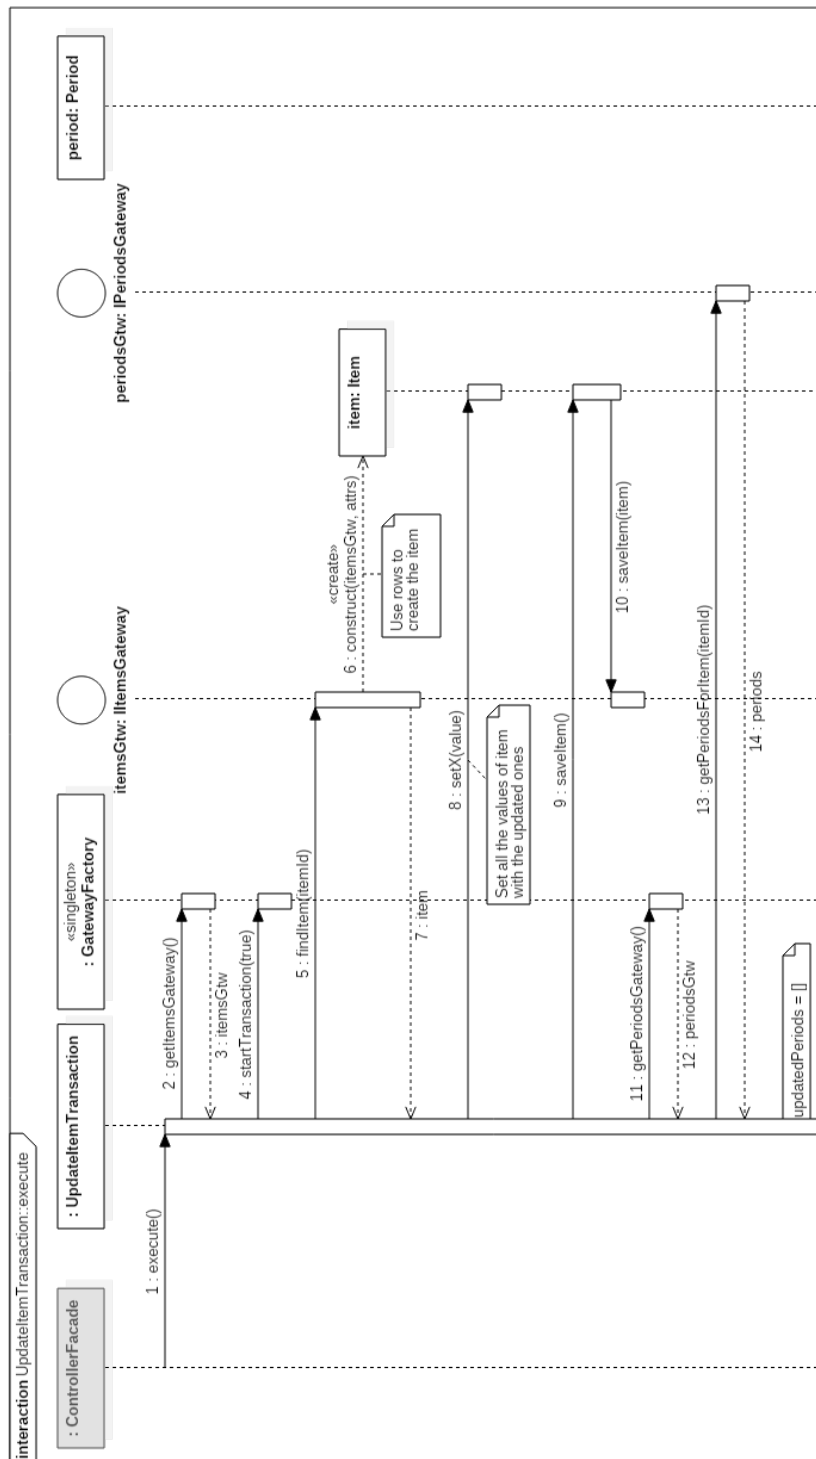 interaction UpdateItemTransaction::execute
: ControllerFacade
: UpdateItemTransaction
«singleton»
: GatewayFactory
itemsGtw: IItemsGateway
periodsGtw: IPeriodsGateway
period: Period
1 : execute()
2 : getItemsGateway()
3 : itemsGtw
4 : startTransaction(true)
5 : findItem(itemId)
«create»
6 : construct(itemsGtw, attrs)
item: Item
Use rows to
create the item
7 : item
8 : setX(value)
Set all the values of item
with the updated ones
9 : saveItem()
10 : saveItem(item)
11 : getPeriodsGateway()
12 : periodsGtw
13 : getPeriodsForItem(itemId)
14 : periods
updatedPeriods = []